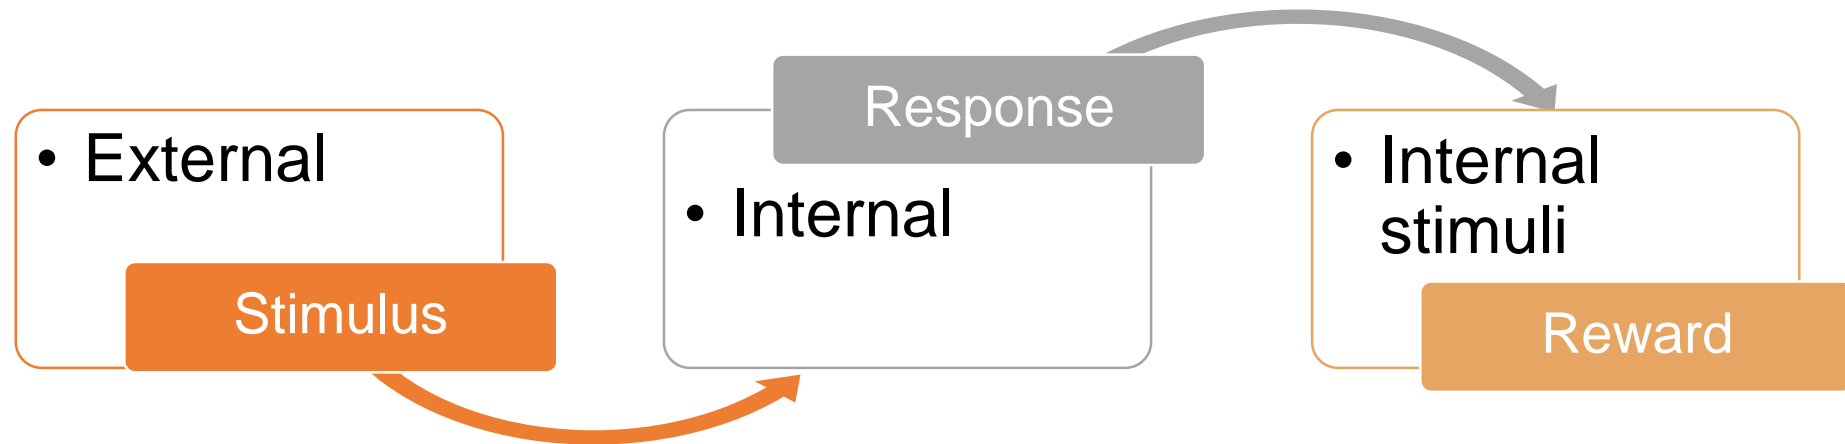 • External
Stimulus
Response
• Internal
• Internal
stimuli
Reward